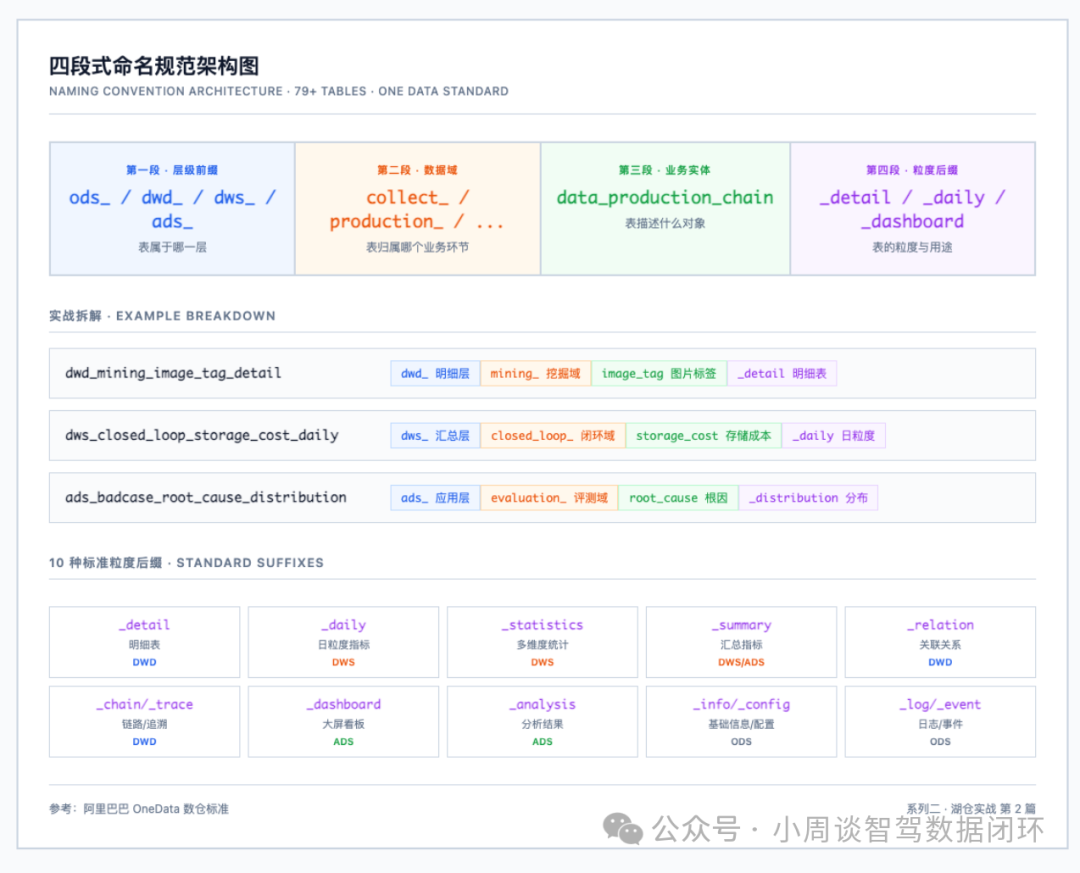 四段式命名规范架构图
NAMING CONVENTION ARCHITECTURE · 79+ TABLES · ONE DATA STANDARD
第一段 · 层级前缀
ods_ / dwd_ / dws_ /
ads_
表属于哪一层
第二段 · 数据域
collect_ /
production_ / ...
表归属哪个业务环节
第三段 · 业务实体
data_production_chain
表描述什么对象
第四段 · 粒度后缀
_detail / _daily /
_dashboard
表的粒度与用途
实战拆解 · EXAMPLE BREAKDOWN
dwd_mining_image_tag_detail
dwd_ 明细层
mining_ 挖掘域
image_tag 图片标签
_detail 明细表
dws_closed_loop_storage_cost_daily
dws_ 汇总层
closed_loop_ 闭环域
storage_cost 存储成本
_daily 日粒度
ads_badcase_root_cause_distribution
ads_ 应用层
evaluation_ 评测域
root_cause 根因
_distribution 分布
10 种标准粒度后缀 · STANDARD SUFFIXES
_detail
明细表
DWD
_daily
日粒度指标
DWS
_statistics
多维度统计
DWS
_summary
汇总指标
DWS/ADS
_relation
关联关系
DWD
_chain/_trace
链路/追溯
DWD
_dashboard
大屏看板
ADS
_analysis
分析结果
ADS
_info/_config
基础信息/配置
ODS
_log/_event
日志/事件
ODS
参考：阿里巴巴 OneData 数仓标准
系列二 · 湖仓实战 第 2 篇
公众号 · 小周谈智驾数据闭环